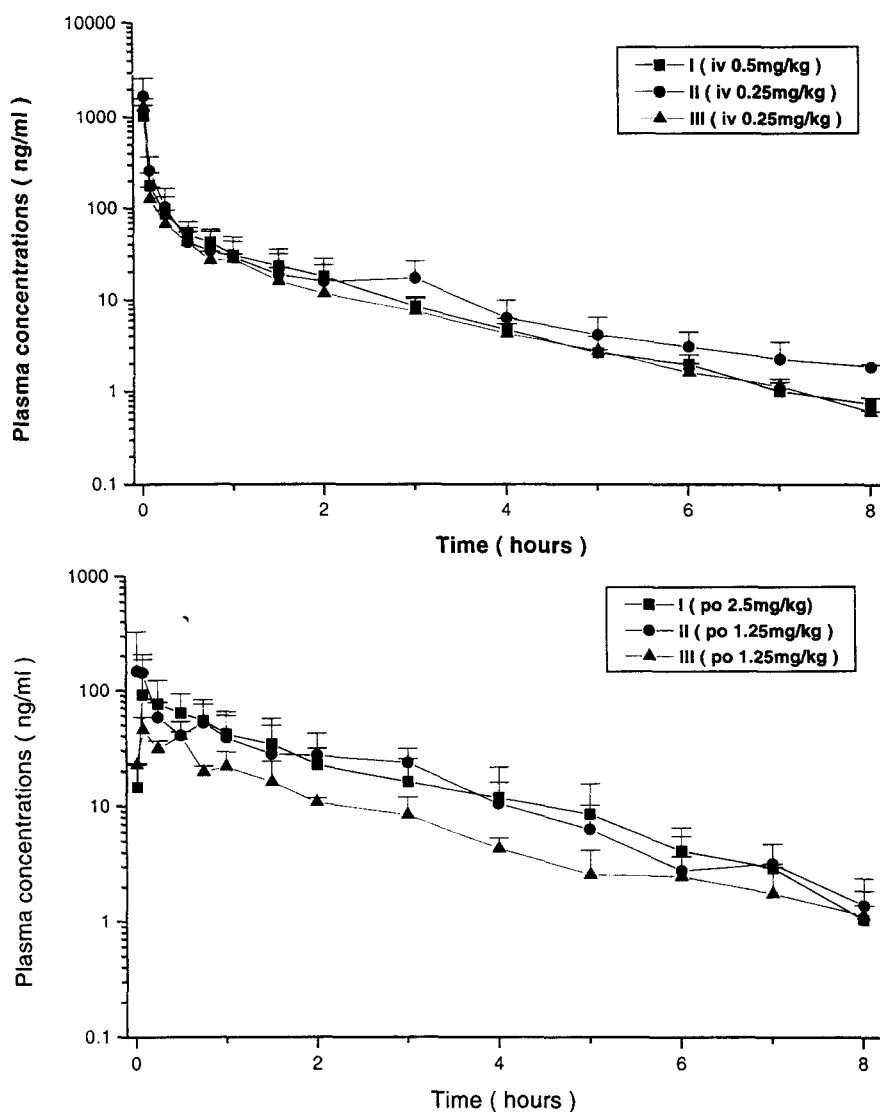 10000
1000
100
10
1
0.1
Plasma concentrations ( ng/ml )
I ( iv 0.5mg/kg )
II ( iv 0.25mg/kg )
III ( iv 0.25mg/kg )
0 2 4 6 8
Time ( hours )
1000
100
10
1
0.1
Plasma concentrations ( ng/ml )
I ( po 2.5mg/kg)
II ( po 1.25mg/kg )
III ( po 1.25mg/kg )
0 2 4 6 8
Time ( hours )